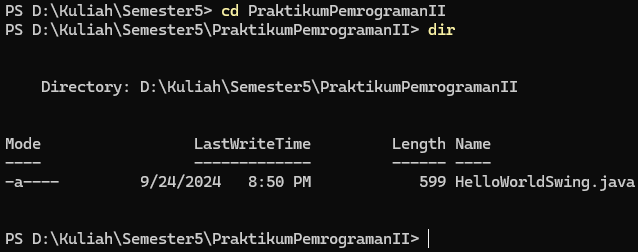 PS D:\Kuliah\Semester5> cd PraktikumPemrogramanII
PS D:\Kuliah\Semester5\PraktikumPemrogramanII> dir
Directory: D:\Kuliah\Semester5\PraktikumPemrogramanII
Mode LastWriteTime Length Name
---- ------------- ------ ----
-a---- 9/24/2024 8:50 PM 599 HelloWorldSwing.java
PS D:\Kuliah\Semester5\PraktikumPemrogramanII>